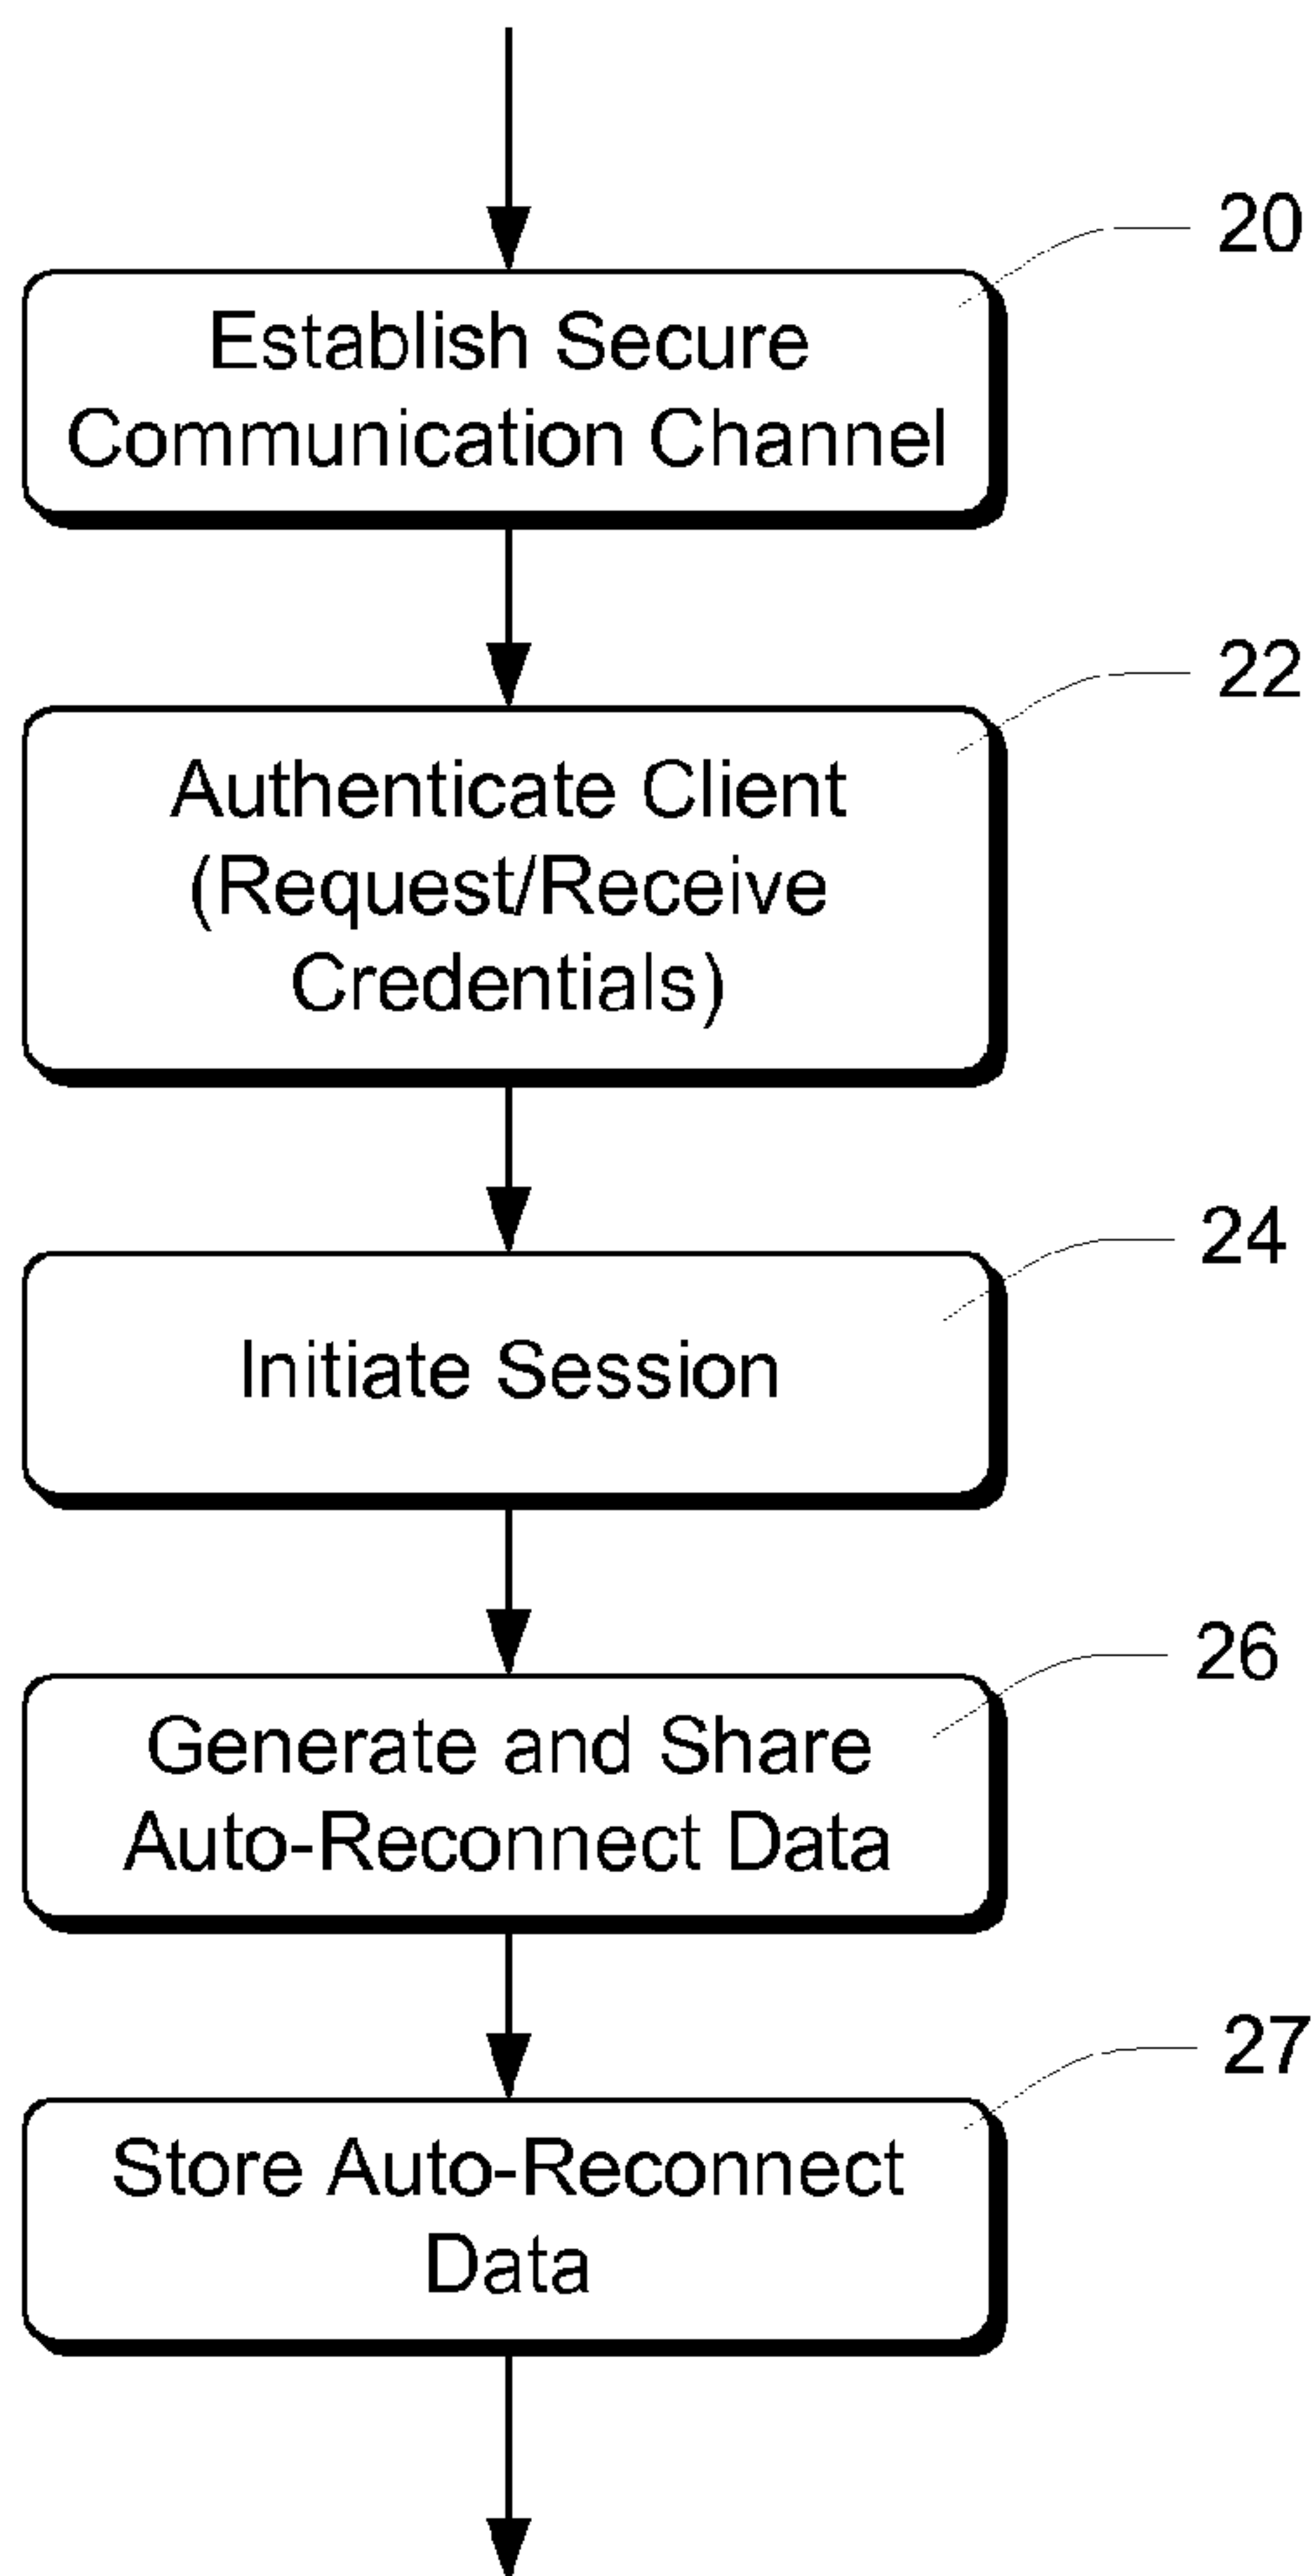 20
Establish Secure
Communication Channel
22
Authenticate Client
(Request/Receive
Credentials)
24
Initiate Session
26
Generate and Share
Auto-Reconnect Data
27
Store Auto-Reconnect
Data